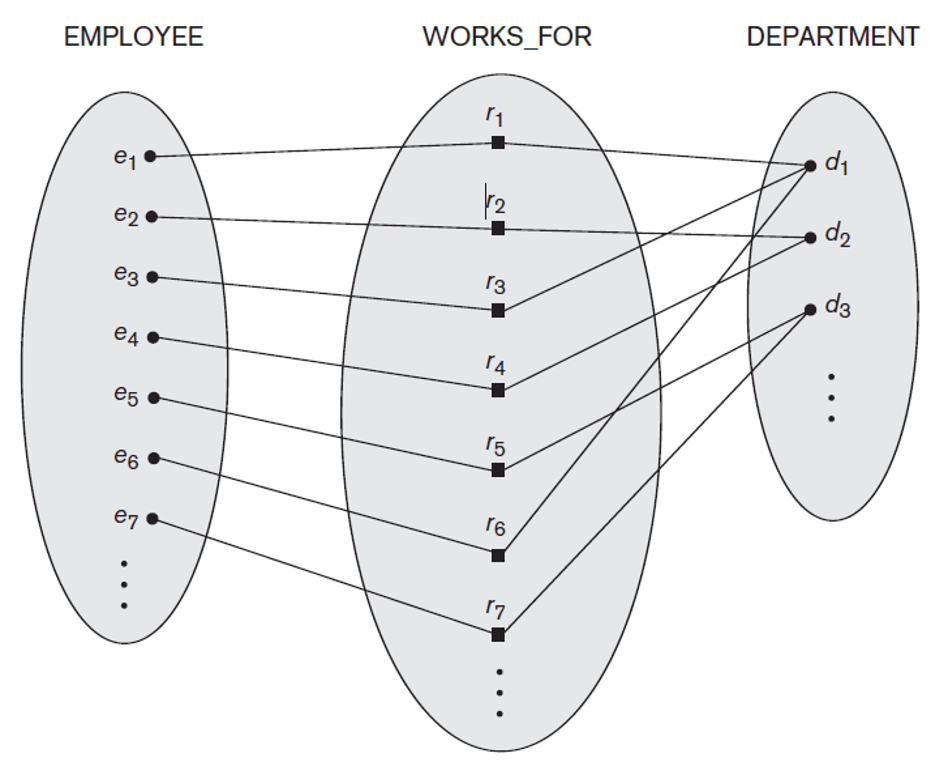 EMPLOYEE WORKS_FOR DEPARTMENT
e1
e2
e3
e4
e5
e6
e7
r1
r2
r3
r4
r5
r6
r7
d1
d2
d3